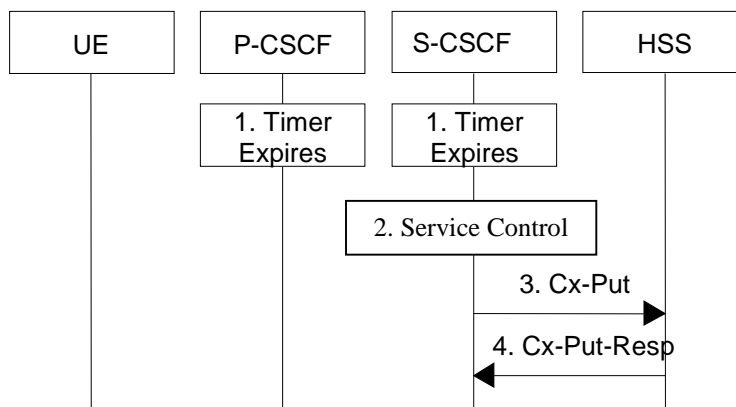 UE
P-CSCF
S-CSCF
HSS
1. Timer
Expires
1. Timer
Expires
2. Service Control
3. Cx-Put
4. Cx-Put-Resp